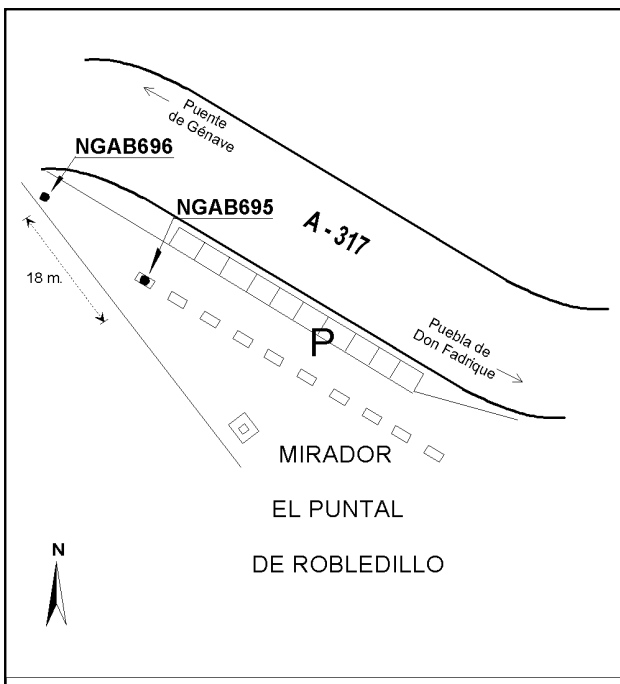 Puente
de Génave
NGAB696
NGAB695
A - 317
18 m.
P
Puebla de
Don Fadrique
MIRADOR
EL PUNTAL
DE ROBLEDILLO
N